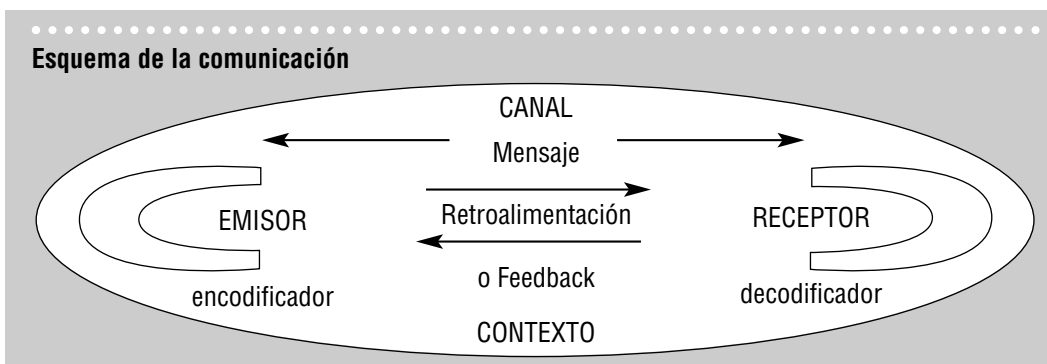 Esquema de la comunicación
CANAL
Mensaje
EMISOR
Retroalimentación
RECEPTOR
encodificador
o Feedback
decodificador
CONTEXTO